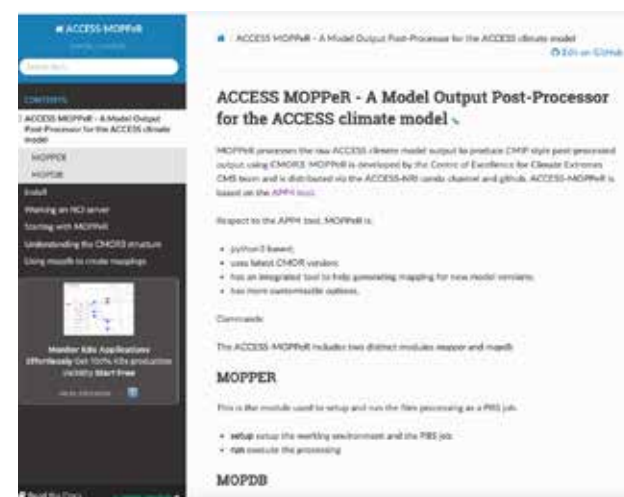 ACCESS MOPPeR
CONTENTS
ACCESS MOPPeR - A Model Output
Post-Processor for the ACCESS climate
model
MOPPER
MOPDB
Install
Working on NCI server
Starting with MOPPeR
Understanding the CMOR3 structure
Using mopdb to create mappings
Monitor K8s Applications
Effortlessly Get 100% K8s production
visibility Start Free
Read the Docs
ACCESS MOPPeR - A Model Output Post-Processor for the ACCESS climate model
Edit on GitHub
ACCESS MOPPeR - A Model Output Post-Processor
for the ACCESS climate model
MOPPeR processes the raw ACCESS climate model output to produce CMIP style post-processed
output using CMOR3. MOPPeR is developed by the Centre of Excellence for Climate Extremes
CMS team and is distributed via the ACCESS-NRI conda channel and github. ACCESS-MOPPeR is
based on the APP4 tool.
Respect to the APP4 tool, MOPPeR is:
python3 based;
uses latest CMOR version;
has an integrated tool to help generating mapping for new model versions;
has more customisable options.
Commands
The ACCESS-MOPPeR includes two distinct modules mopper and mopdb
MOPPER
This is the module used to setup and run the files processing as a PBS job.
setup setup the working environment and the PBS job
run execute the processing
MOPDB